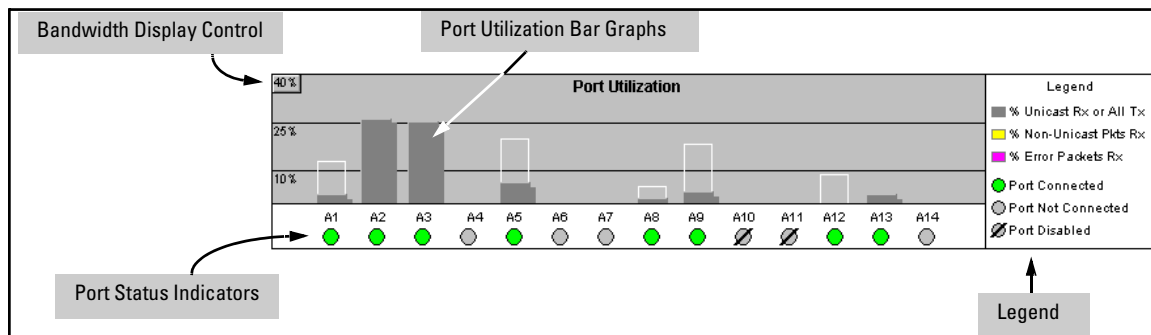 Bandwidth Display Control
Port Utilization Bar Graphs
40%
Port Utilization
25%
10%
A1 A2 A3 A4 A5 A6 A7 A8 A9 A10 A11 A12 A13 A14
Legend
% Unicast Rx or All Tx
% Non-Unicast Pkts Rx
% Error Packets Rx
Port Connected
Port Not Connected
Port Disabled
Port Status Indicators
Legend